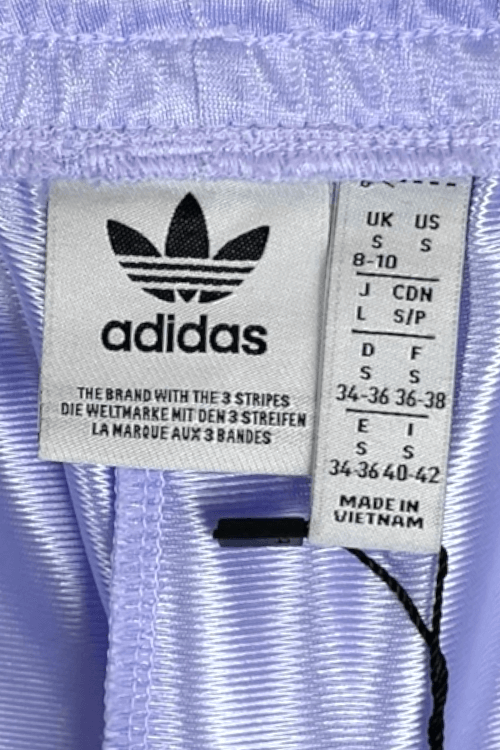 adidas
THE BRAND WITH THE 3 STRIPES
DIE WELTMARKE MIT DEN 3 STREIFEN
LA MARQUE AUX 3 BANDES
UK US
S S
8-10
J CDN
L S/P
D F
S S
34-36 36-38
E I
S S
34-36 40-42
MADE IN
VIETNAM